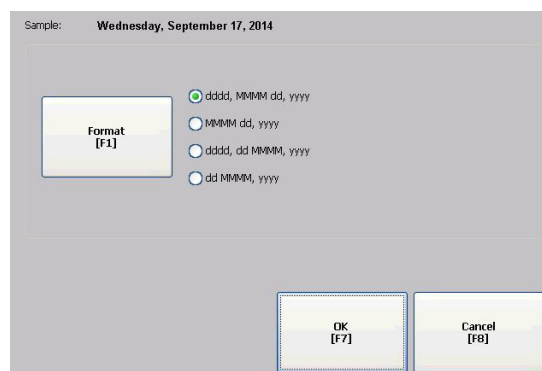 Sample: Wednesday, September 17, 2014
dddd, MMMM dd, yyyy
MMMM dd, yyyy
Format
[F1]
dddd, dd MMMM, yyyy
dd MMMM, yyyy
OK
[F7]
Cancel
[F8]